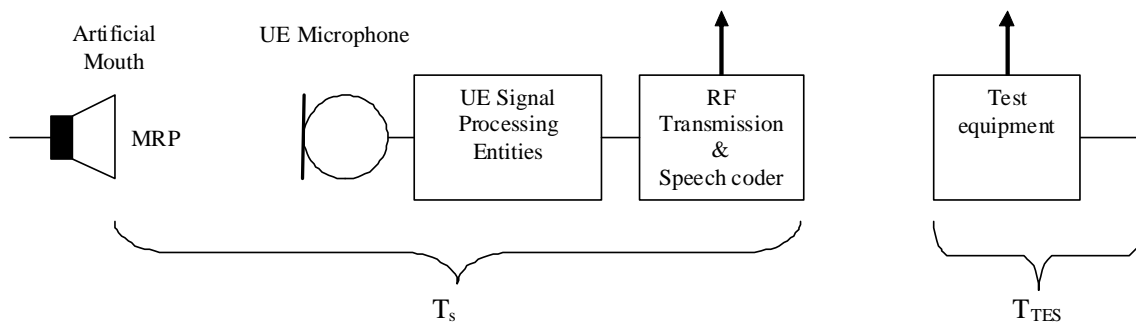 Artificial
Mouth
MRP
UE Microphone
UE Signal
Processing
Entities
RF
Transmission
&
Speech coder
Test
equipment
Ts
TTES